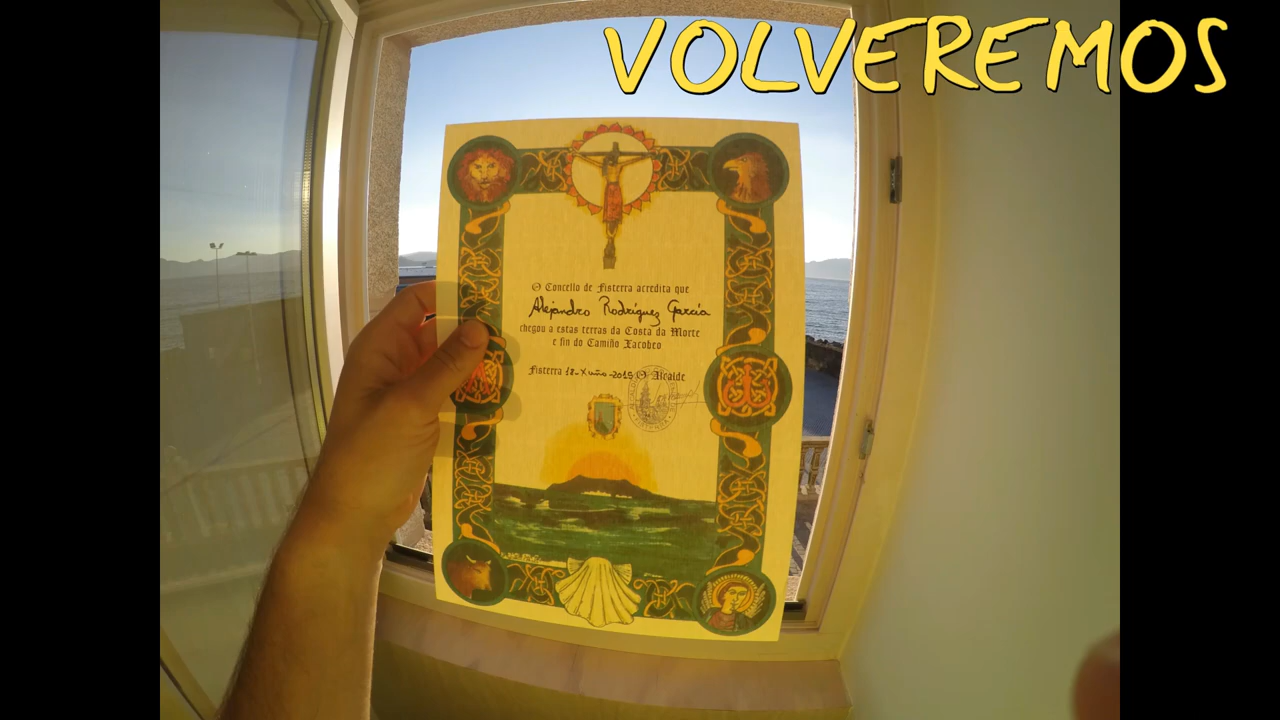 VOLVEREMOS
O Concello de Fisterra acredita que
Alejandro Rodríguez García
chegou a estas terras da Costa da Morte
e fin do Camiño Xacobeo
Fisterra 18-Xuño-2015 O Alcalde